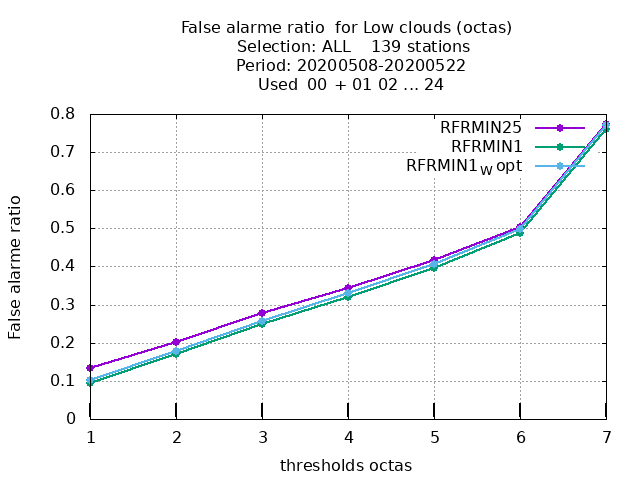 False alarme ratio  for Low clouds (octas)
Selection: ALL    139 stations
Period: 20200508-20200522
Used  00 + 01 02 ... 24
RFRMIN25
RFRMIN1
RFRMIN1_W opt
False alarme ratio
0.8
0.7
0.6
0.5
0.4
0.3
0.2
0.1
0
1 2 3 4 5 6 7
thresholds octas